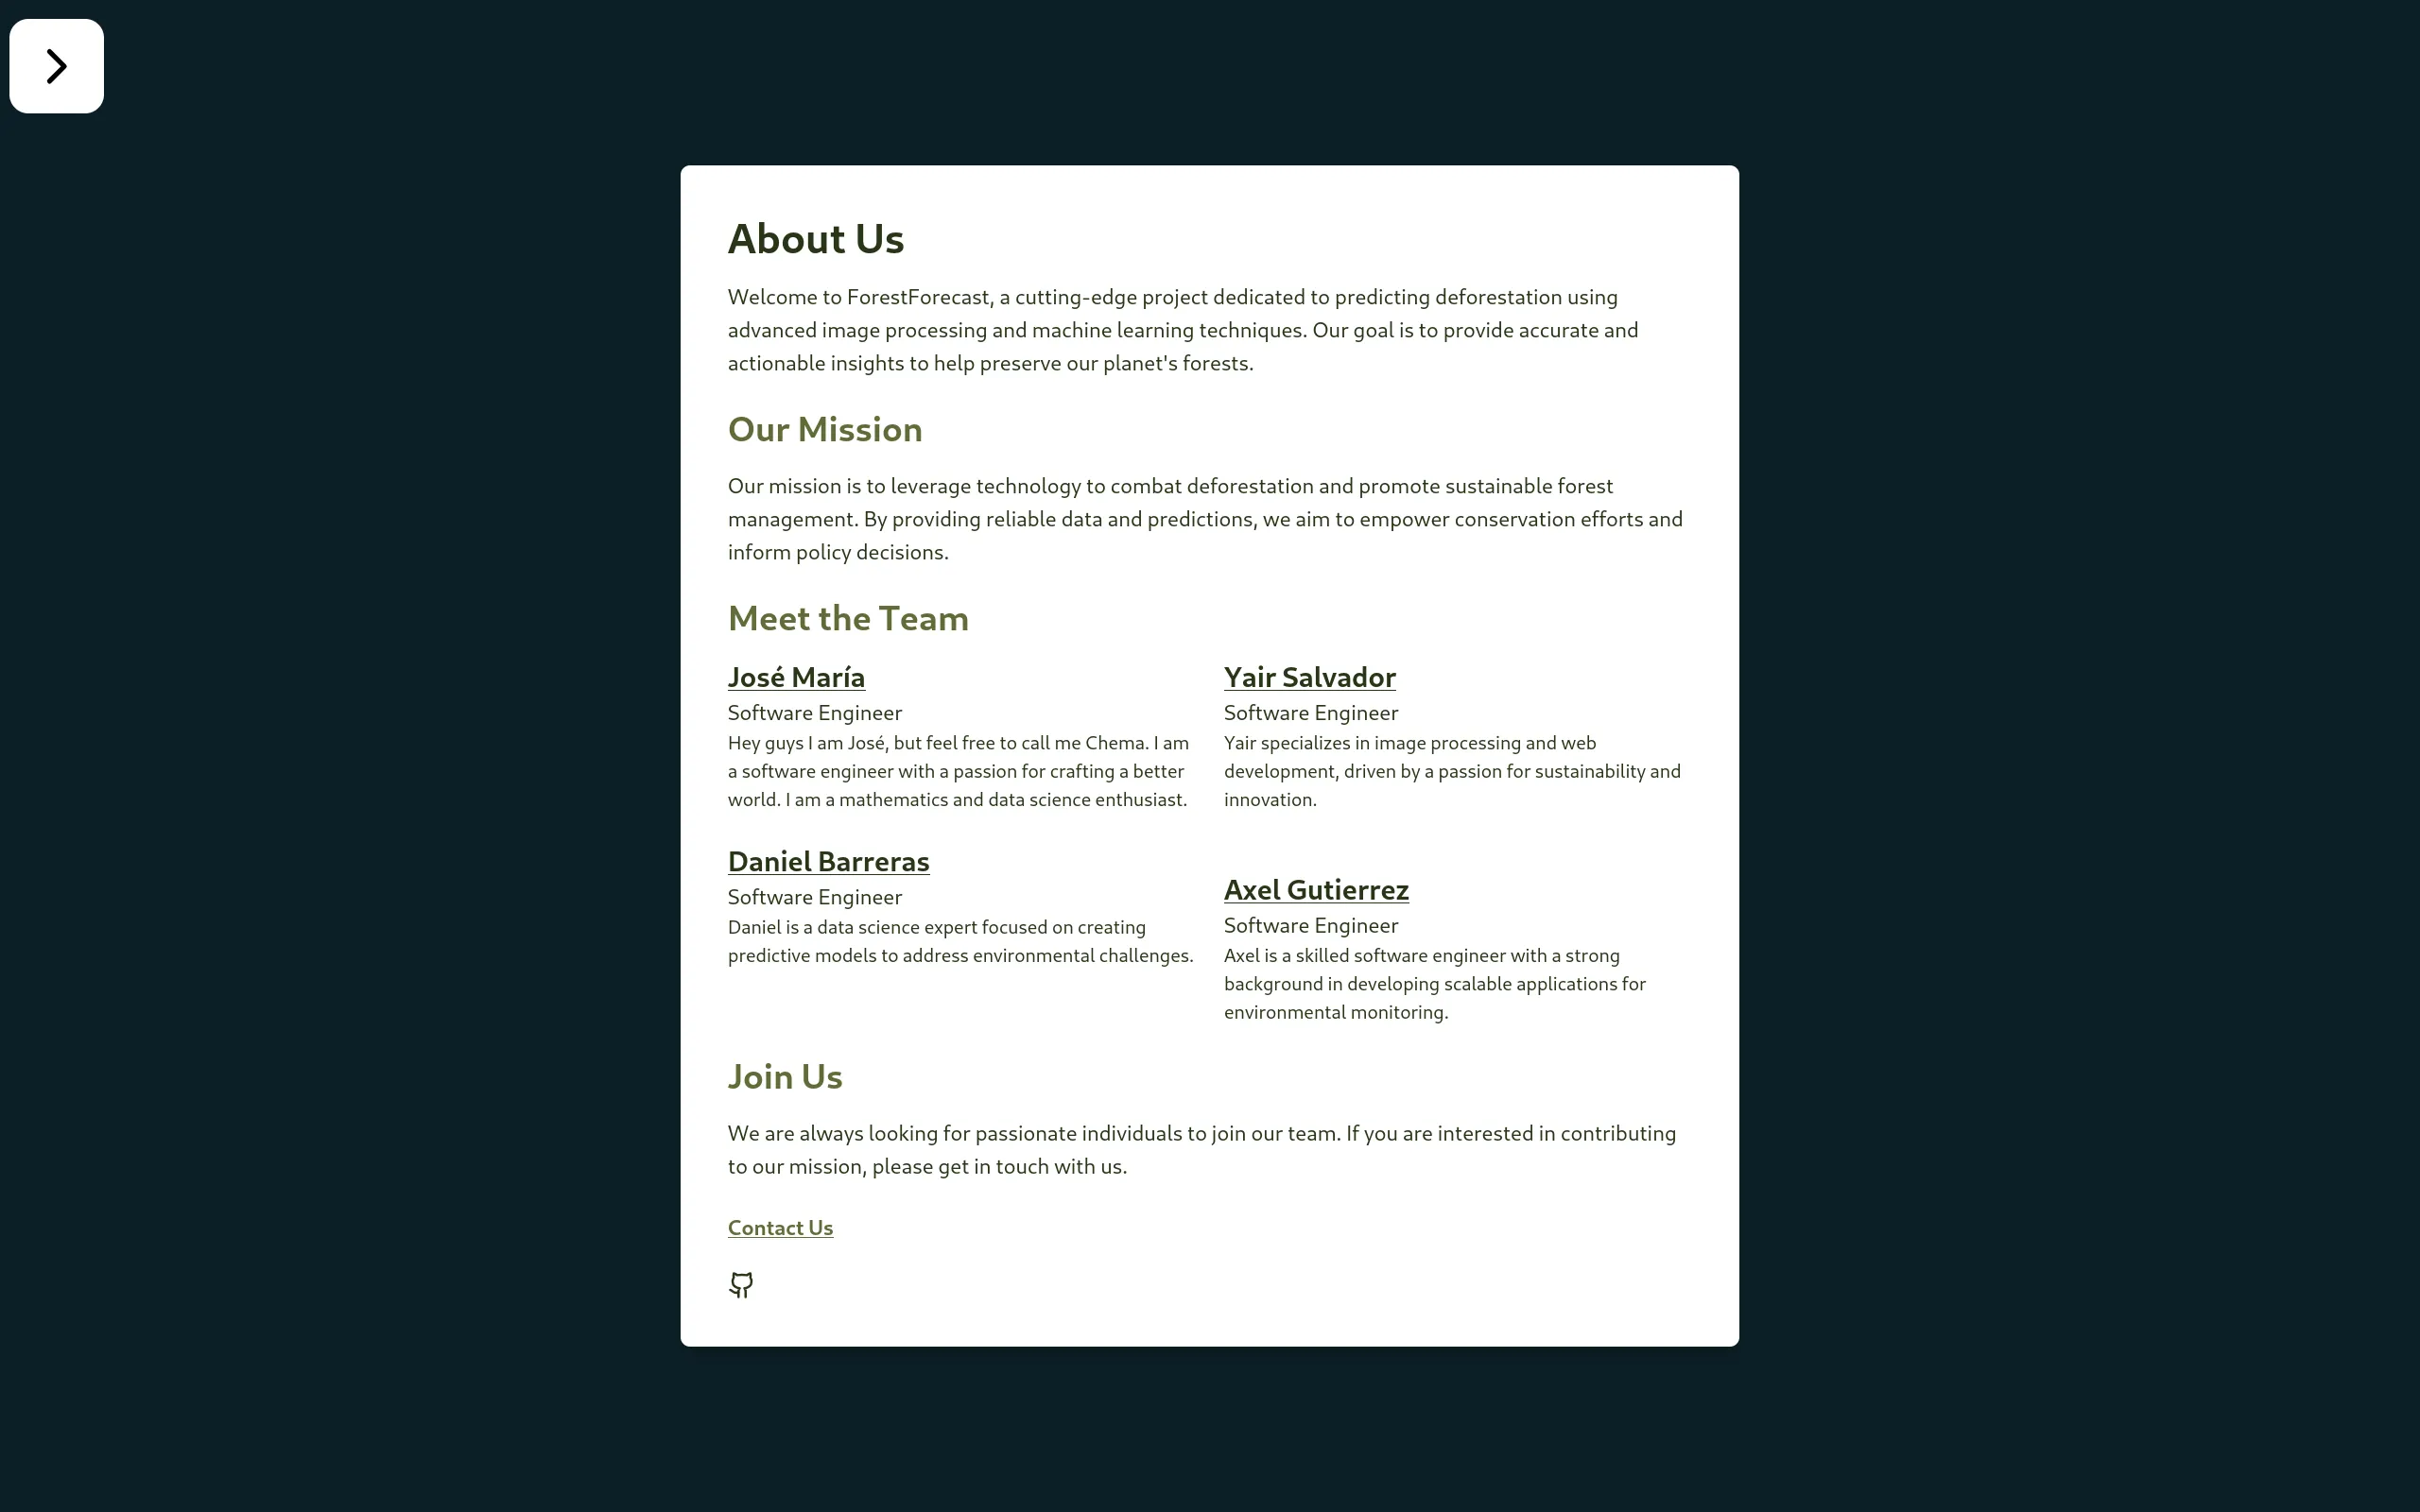 About Us
Welcome to ForestForecast, a cutting-edge project dedicated to predicting deforestation using
advanced image processing and machine learning techniques. Our goal is to provide accurate and
actionable insights to help preserve our planet's forests.
Our Mission
Our mission is to leverage technology to combat deforestation and promote sustainable forest
management. By providing reliable data and predictions, we aim to empower conservation efforts and
inform policy decisions.
Meet the Team
José María
Software Engineer
Hey guys I am José, but feel free to call me Chema. I am
a software engineer with a passion for crafting a better
world. I am a mathematics and data science enthusiast.
Yair Salvador
Software Engineer
Yair specializes in image processing and web
development, driven by a passion for sustainability and
innovation.
Daniel Barreras
Software Engineer
Daniel is a data science expert focused on creating
predictive models to address environmental challenges.
Axel Gutierrez
Software Engineer
Axel is a skilled software engineer with a strong
background in developing scalable applications for
environmental monitoring.
Join Us
We are always looking for passionate individuals to join our team. If you are interested in contributing
to our mission, please get in touch with us.
Contact Us